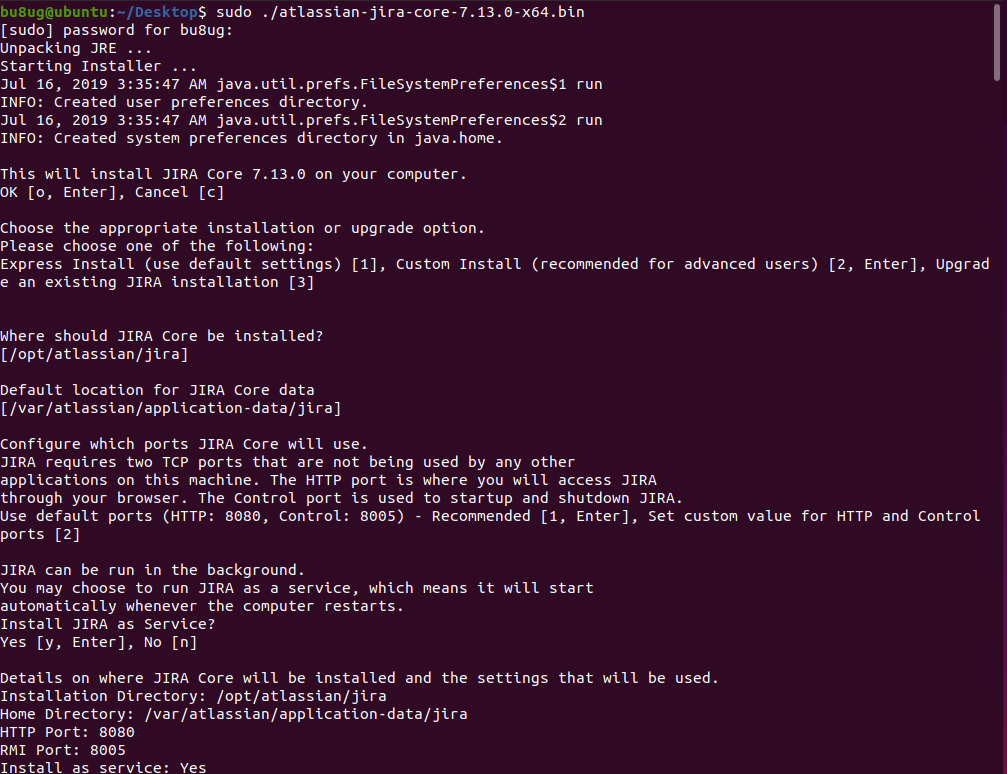 bu8ug@ubuntu:~/Desktop$ sudo ./atlassian-jira-core-7.13.0-x64.bin
[sudo] password for bu8ug:
Unpacking JRE ...
Starting Installer ...
Jul 16, 2019 3:35:47 AM java.util.prefs.FileSystemPreferences$1 run
INFO: Created user preferences directory.
Jul 16, 2019 3:35:47 AM java.util.prefs.FileSystemPreferences$2 run
INFO: Created system preferences directory in java.home.

This will install JIRA Core 7.13.0 on your computer.
OK [o, Enter], Cancel [c]

Choose the appropriate installation or upgrade option.
Please choose one of the following:
Express Install (use default settings) [1], Custom Install (recommended for advanced users) [2, Enter], Upgrad
e an existing JIRA installation [3]

Where should JIRA Core be installed?
[/opt/atlassian/jira]

Default location for JIRA Core data
[/var/atlassian/application-data/jira]

Configure which ports JIRA Core will use.
JIRA requires two TCP ports that are not being used by any other
applications on this machine. The HTTP port is where you will access JIRA
through your browser. The Control port is used to startup and shutdown JIRA.
Use default ports (HTTP: 8080, Control: 8005) - Recommended [1, Enter], Set custom value for HTTP and Control
ports [2]

JIRA can be run in the background.
You may choose to run JIRA as a service, which means it will start
automatically whenever the computer restarts.
Install JIRA as Service?
Yes [y, Enter], No [n]

Details on where JIRA Core will be installed and the settings that will be used.
Installation Directory: /opt/atlassian/jira
Home Directory: /var/atlassian/application-data/jira
HTTP Port: 8080
RMI Port: 8005
Install as service: Yes